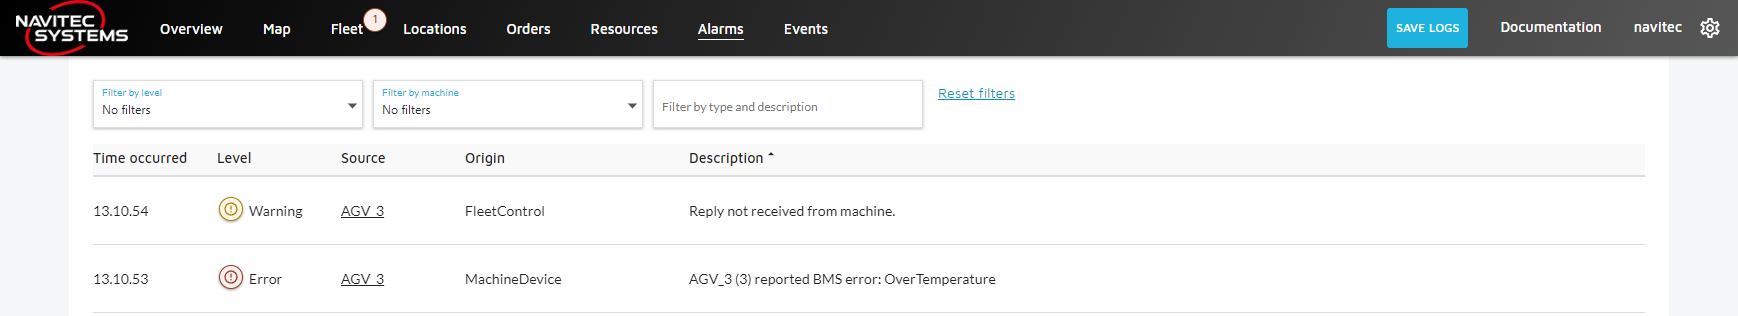 NAVITEC SYSTEMS
Overview Map Fleet 1 Locations Orders Resources Alarms Events SAVE LOGS Documentation navitec
Filter by level
No filters
Filter by machine
No filters
Filter by type and description
Reset filters
Time occurred Level Source Origin Description
13.10.54 Warning AGV_3 FleetControl Reply not received from machine.
13.10.53 Error AGV_3 MachineDevice AGV_3 (3) reported BMS error: OverTemperature